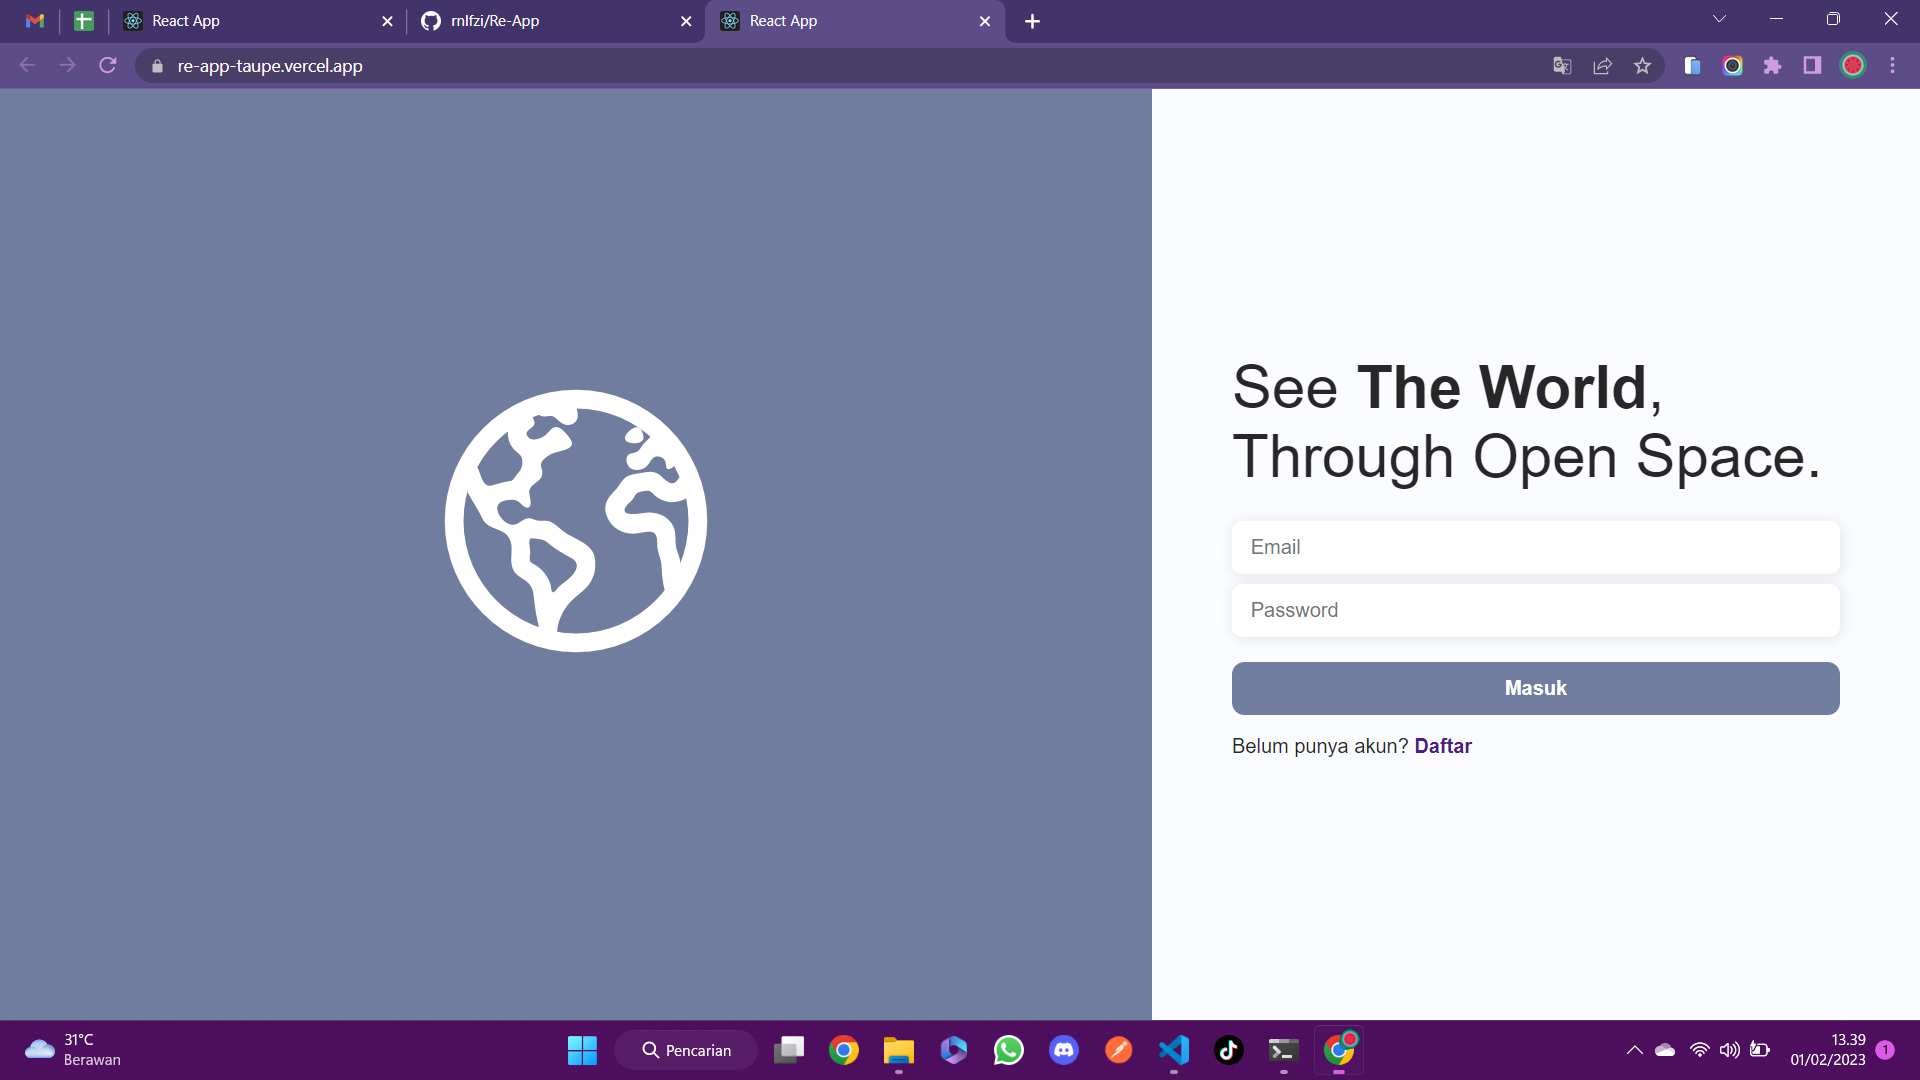 React App
rnlfzi/Re-App
React App
re-app-taupe.vercel.app
See The World,
Through Open Space.
Email
Password
Masuk
Belum punya akun? Daftar
31°C
Berawan
Pencarian
13.39
01/02/2023
1